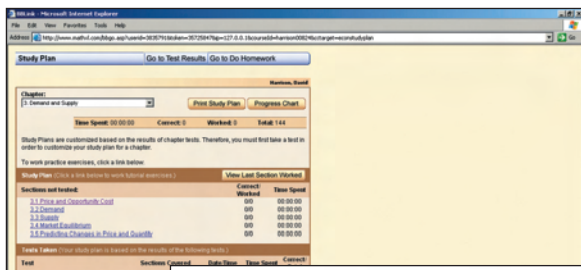 BBLink - Microsoft Internet Explorer
File Edit View Favorites Tools Help
Address Go
Study Plan Go to Test Results Go to Do Homework
Harrison, David
Chapter:
3: Demand and Supply Print Study Plan Progress Chart
Time Spent: 00:00:00 Correct: 0 Worked: 0 Total: 144
Study Plans are customized based on the results of chapter tests. Therefore, you must first take a test in
order to customize your study plan for a chapter.
To work practice exercises, click a link below.
Study Plan (Click a link below to work tutorial exercises.) View Last Section Worked
Sections not tested: Correct/ Worked Time Spent
3.1 Price and Opportunity Cost 0/0 00:00:00
3.2 Demand 0/0 00:00:00
3.3 Supply 0/0 00:00:00
3.4 Market Equilibrium 0/0 00:00:00
3.5 Predicting Changes in Price and Quantity 0/0 00:00:00
Tests Taken (Your study plan is based on the results of the following tests.)
Test Sections Covered Date/Time Time Spent Correct/